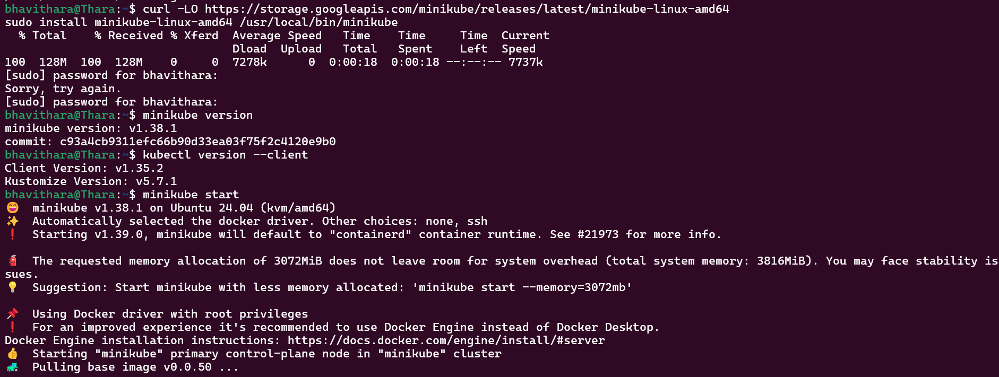 bhavithara@Thara:~$ curl -LO https://storage.googleapis.com/minikube/releases/latest/minikube-linux-amd64
sudo install minikube-linux-amd64 /usr/local/bin/minikube
  % Total    % Received % Xferd  Average Speed   Time    Time     Time  Current
                                 Dload  Upload   Total   Spent    Left  Speed
100  128M  100  128M    0     0  7278k      0  0:00:18  0:00:18 --:--:-- 7737k
[sudo] password for bhavithara:
Sorry, try again.
[sudo] password for bhavithara:
bhavithara@Thara:~$ minikube version
minikube version: v1.38.1
commit: c93a4cb9311efc66b90d33ea03f75f2c4120e9b0
bhavithara@Thara:~$ kubectl version --client
Client Version: v1.35.2
Kustomize Version: v5.7.1
bhavithara@Thara:~$ minikube start
😄  minikube v1.38.1 on Ubuntu 24.04 (kvm/amd64)
✨  Automatically selected the docker driver. Other choices: none, ssh
❗  Starting v1.39.0, minikube will default to "containerd" container runtime. See #21973 for more info.
🧯  The requested memory allocation of 3072MiB does not leave room for system overhead (total system memory: 3816MiB). You may face stability is
sues.
💡  Suggestion: Start minikube with less memory allocated: 'minikube start --memory=3072mb'
📌  Using Docker driver with root privileges
❗  For an improved experience it's recommended to use Docker Engine instead of Docker Desktop.
Docker Engine installation instructions: https://docs.docker.com/engine/install/#server
👍  Starting "minikube" primary control-plane node in "minikube" cluster
🚜  Pulling base image v0.0.50 ...